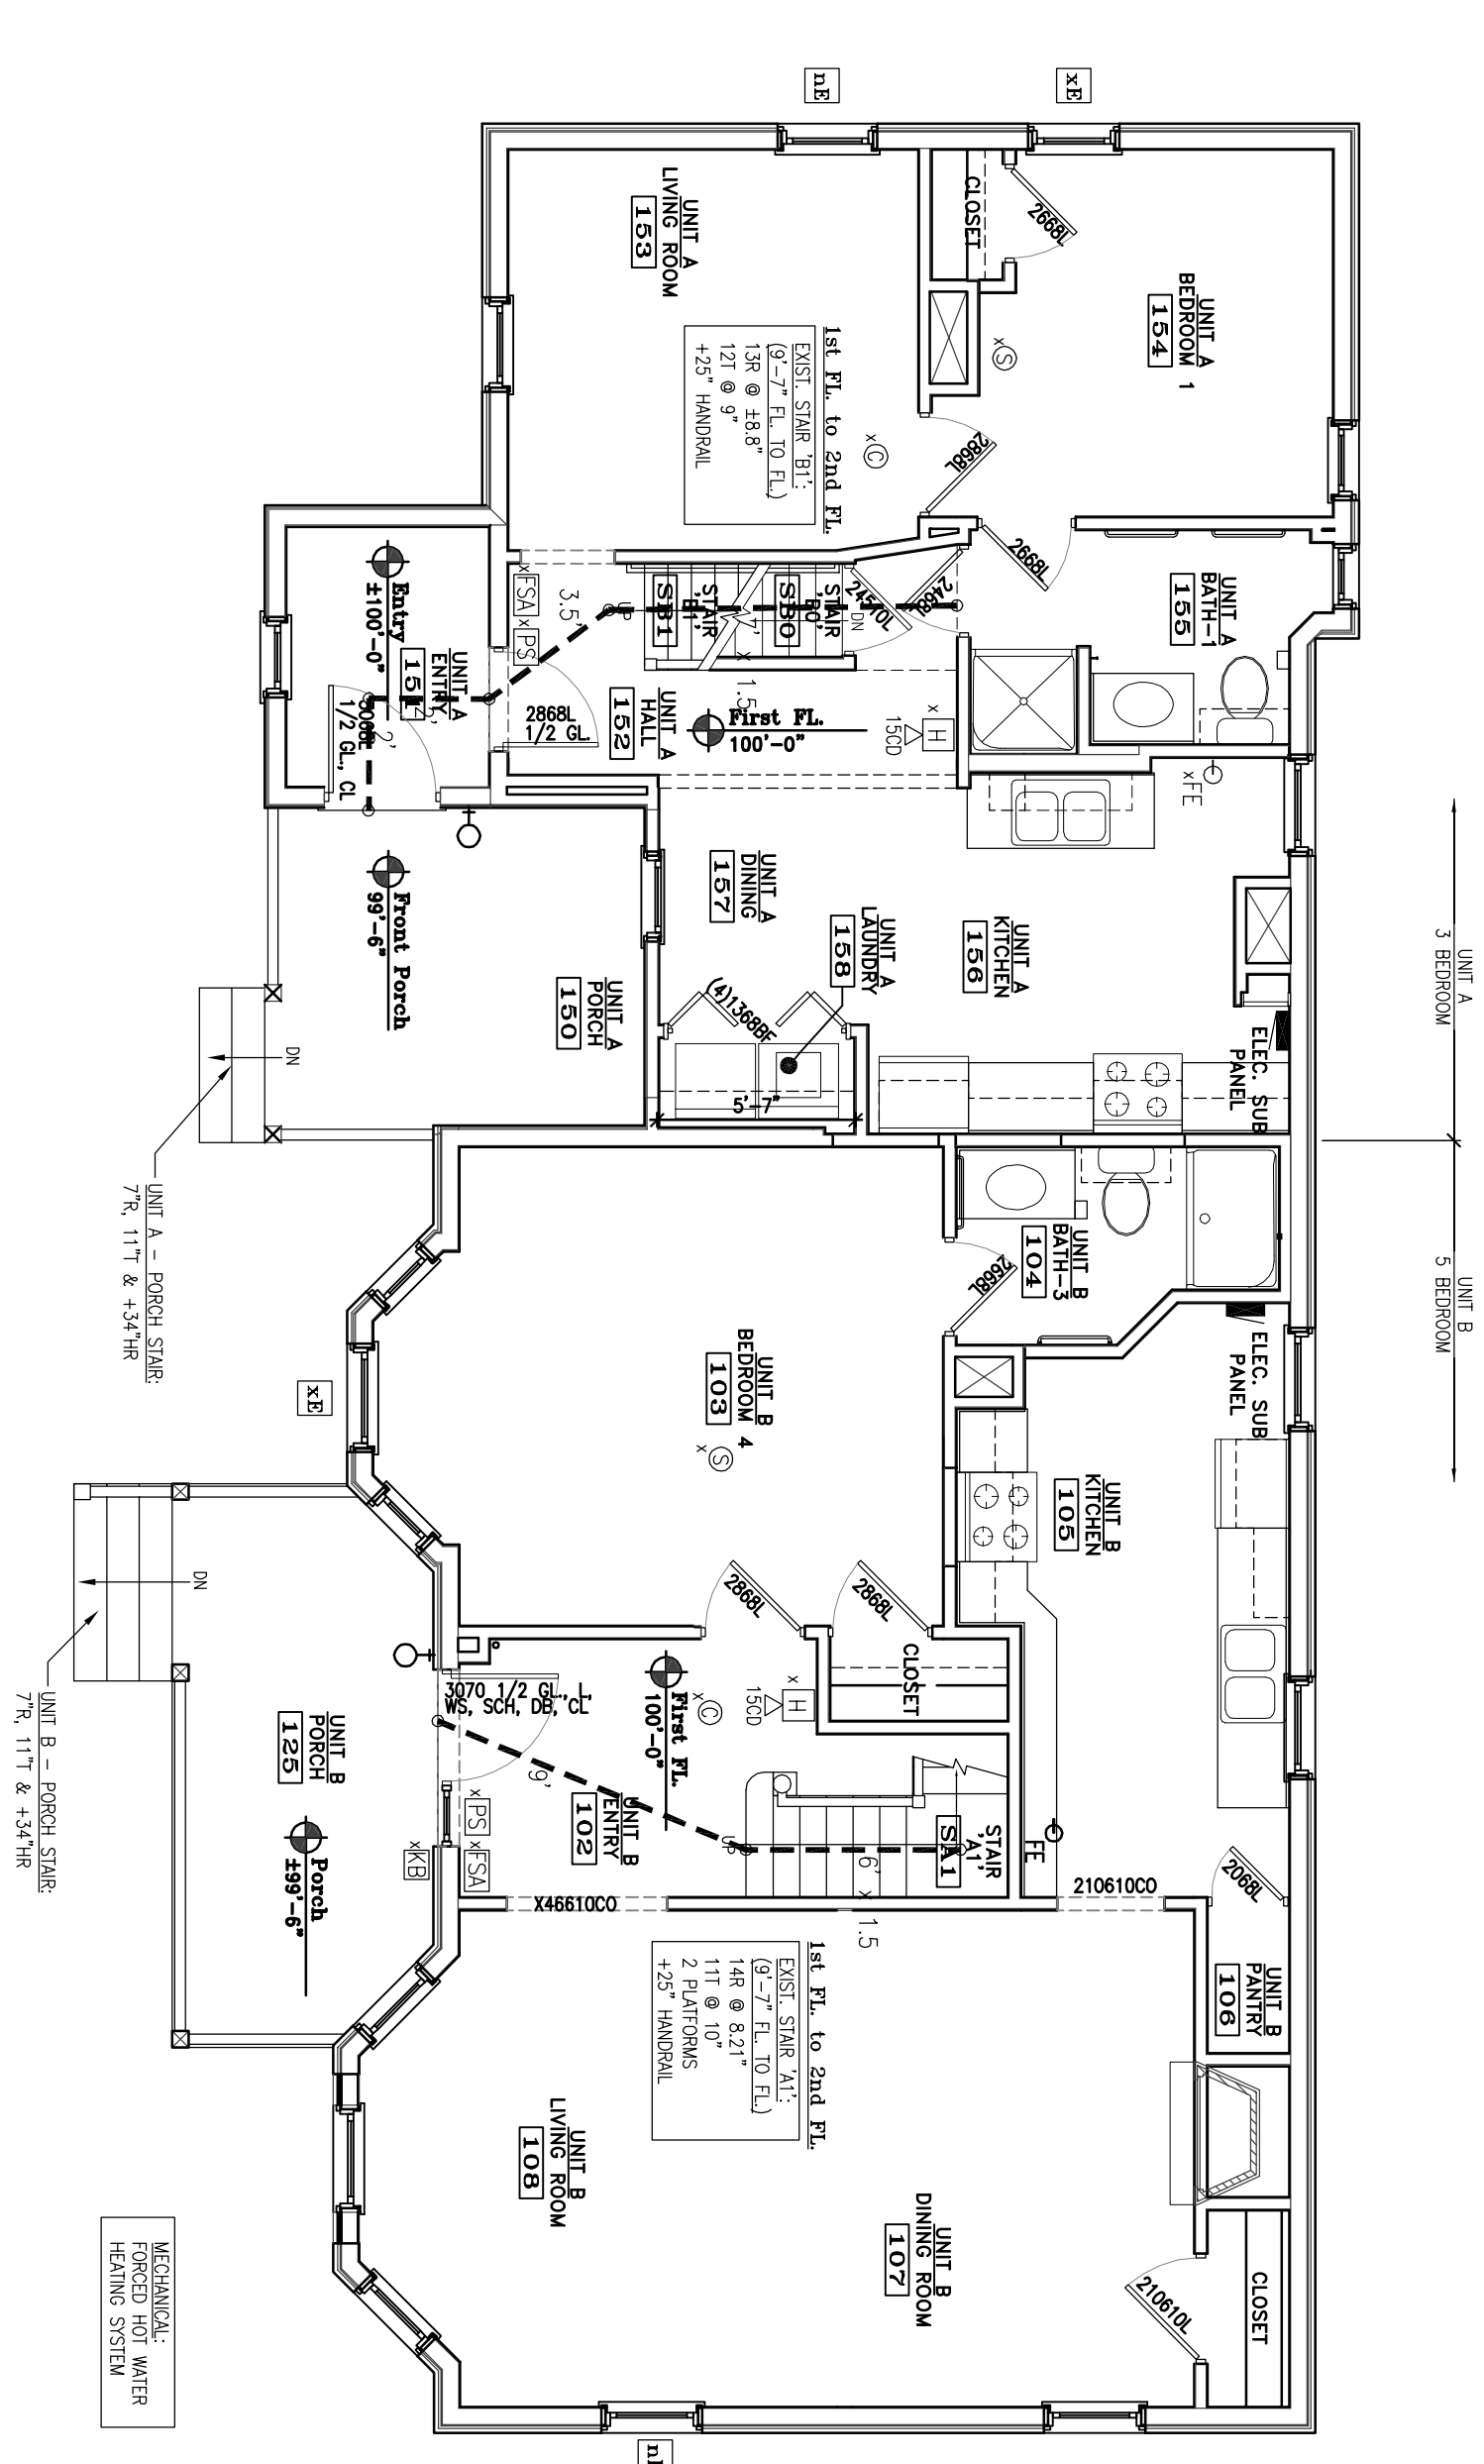 UNIT A
3 BEDROOM
UNIT B
5 BEDROOM
xE
nE
CLOSET
2668L
UNIT A
BEDROOM 1
154
x S
2868L
UNIT A
LIVING ROOM
153
1st FL. to 2nd FL.
EXIST. STAIR 'B1':
(9'-7" FL. TO FL.)
13R @ ±8.8"
12T @ 9"
+25" HANDRAIL
x C
2668L
UNIT A
BATH-1
155
2468L
STAIR
'B0'
SB0
DN
STAIR
'B1'
SB1
UP
7'
x
1.5
3.5'
x FSA
x PS
2868L
1/2 GL.
UNIT A
HALL
152
First FL.
100'-0"
x H
15CD
Entry
±100'-0"
UNIT A
ENTRY
151
2'
3068L
1/2 GL., CL
xFE
UNIT A
KITCHEN
156
UNIT A
LAUNDRY
158
UNIT A
DINING
157
(4)1368BF
5'-7"
ELEC. SUB
PANEL
Front Porch
99'-6"
UNIT A
PORCH
150
DN
UNIT A - PORCH STAIR:
7"R, 11"T & +34"HR
UNIT B
BATH-3
104
2668L
ELEC. SUB
PANEL
UNIT B
BEDROOM 4
103
x S
xE
UNIT B
KITCHEN
105
2868L
2868L
CLOSET
First FL.
100'-0"
x H
15CD
x C
3070 1/2 GL., L,
WS, SCH, DB, CL
9'
UNIT B
ENTRY
102
x PS
x FSA
x KB
STAIR
'A1'
SA1
UP
6'
x
1.5
FE
210610CO
X46610CO
2068L
UNIT B
PANTRY
106
DN
UNIT B
PORCH
125
Porch
±99'-6"
UNIT B - PORCH STAIR:
7"R, 11"T & +34"HR
1st FL. to 2nd FL.
EXIST. STAIR 'A1':
(9'-7" FL. TO FL.)
14R @ 8.21"
11T @ 10"
2 PLATFORMS
+25" HANDRAIL
UNIT B
LIVING ROOM
108
UNIT B
DINING ROOM
107
210610L
CLOSET
MECHANICAL:
FORCED HOT WATER
HEATING SYSTEM